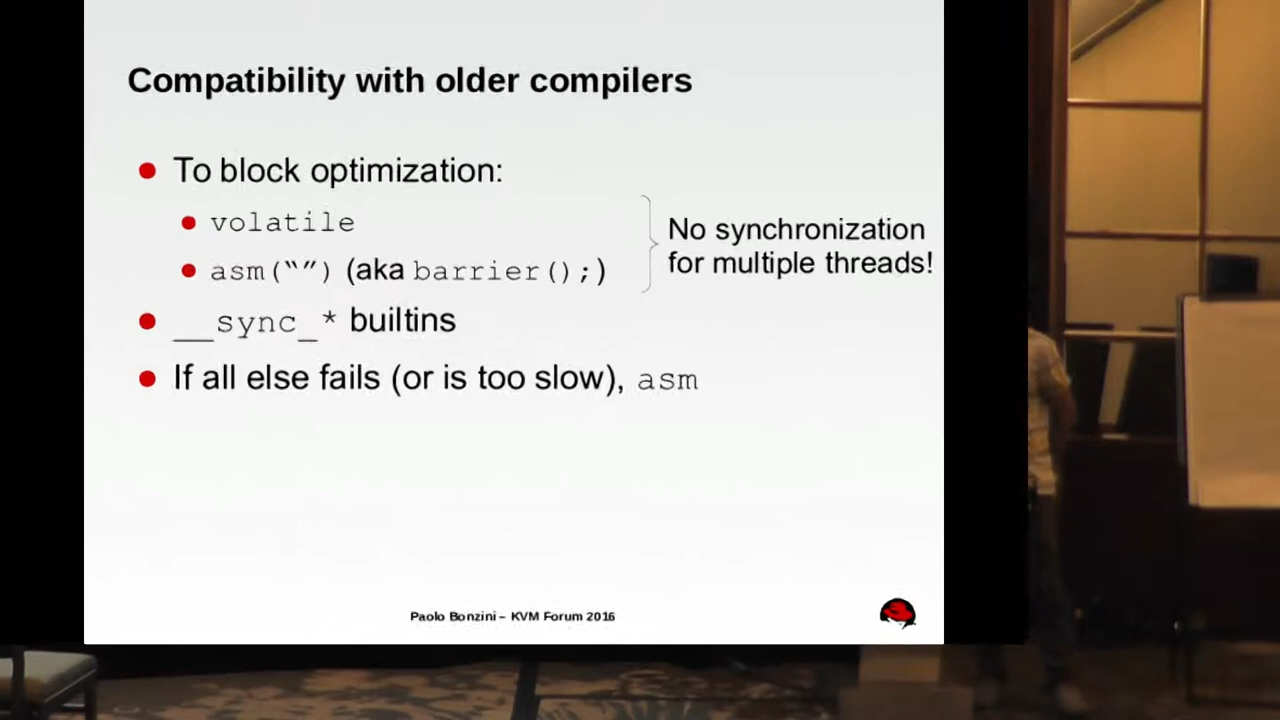 Compatibility with older compilers
To block optimization:
volatile
asm(“”) (aka barrier();)
No synchronization
for multiple threads!
__sync_* builtins
If all else fails (or is too slow), asm
Paolo Bonzini – KVM Forum 2016